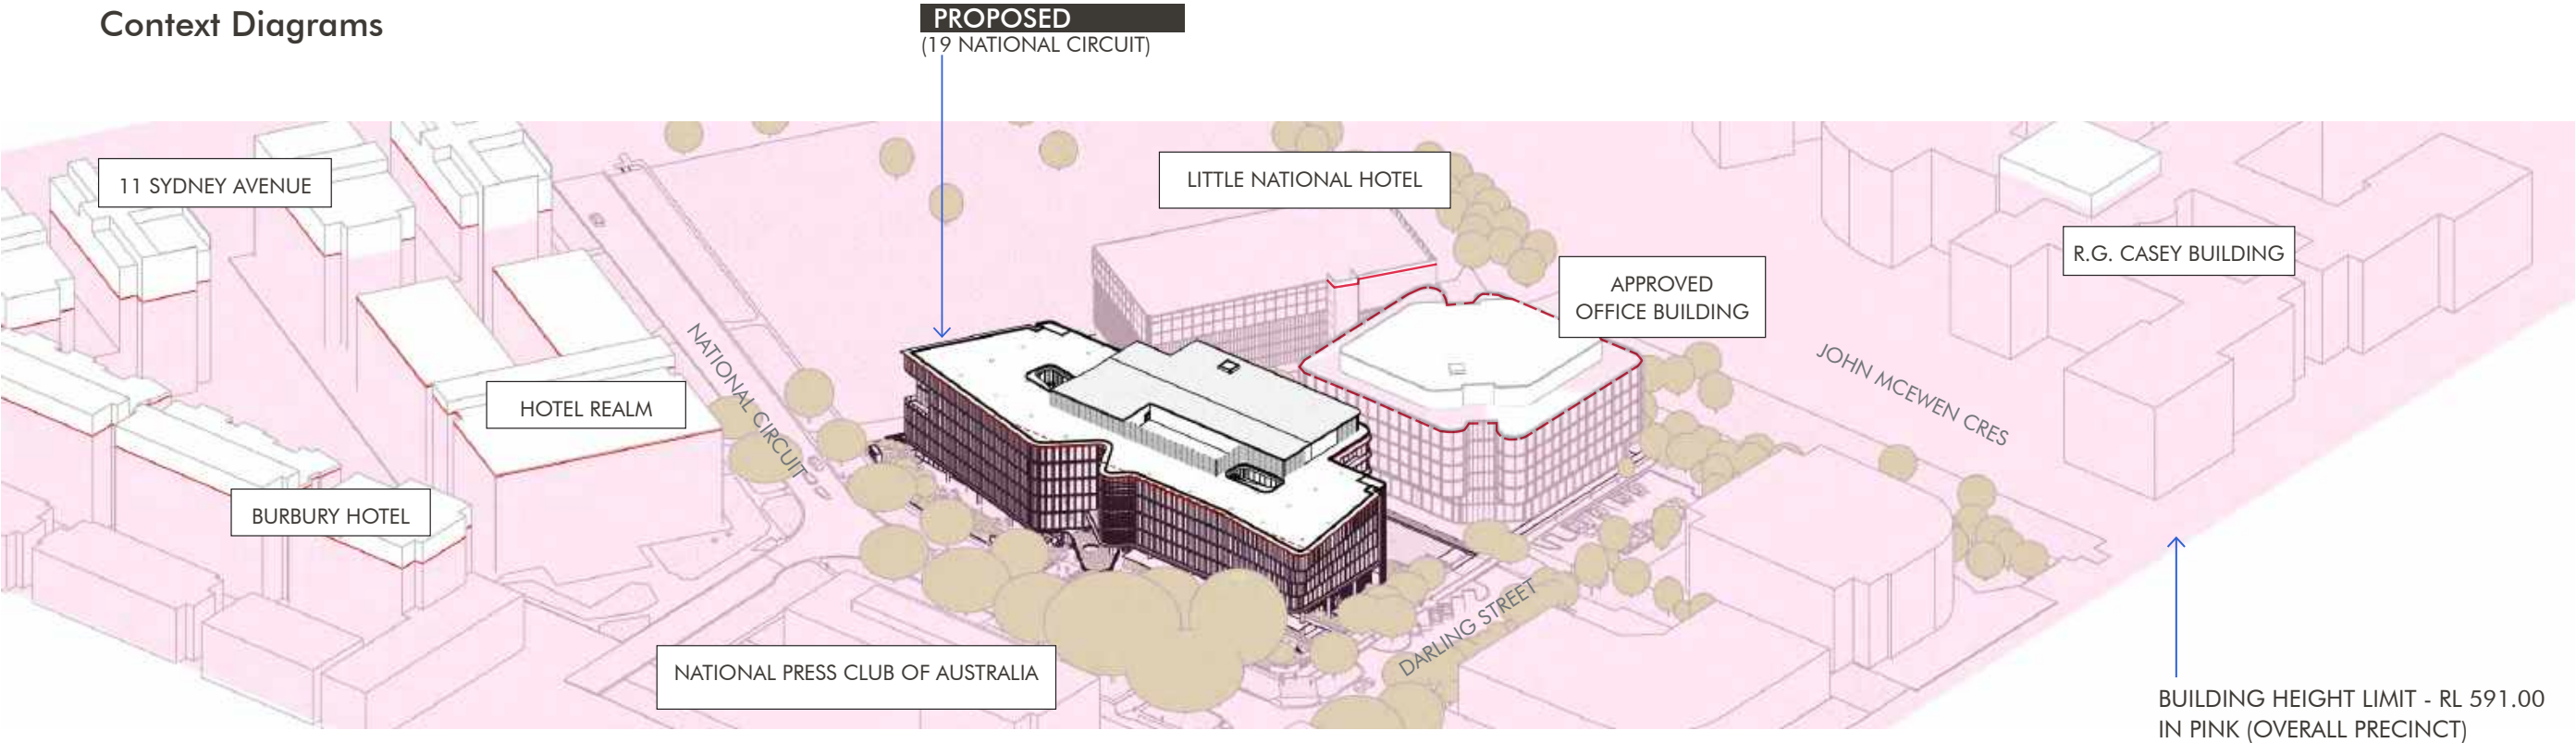 Context Diagrams
PROPOSED
(19 NATIONAL CIRCUIT)
11 SYDNEY AVENUE
LITTLE NATIONAL HOTEL
R.G. CASEY BUILDING
APPROVED
OFFICE BUILDING
NATIONAL CIRCUIT
JOHN MCEWEN CRES
HOTEL REALM
BURBURY HOTEL
DARLING STREET
NATIONAL PRESS CLUB OF AUSTRALIA
BUILDING HEIGHT LIMIT - RL 591.00
IN PINK (OVERALL PRECINCT)